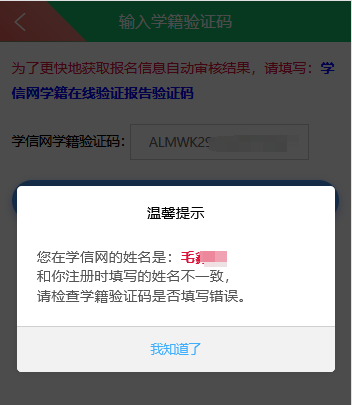 输入学籍验证码
为了更快地获取报名信息自动审核结果，请填写：学
信网学籍在线验证报告验证码
学信网学籍验证码：ALMWK29
温馨提示
您在学信网的姓名是：毛
和你注册时填写的姓名不一致，
请检查学籍验证码是否填写错误。
我知道了